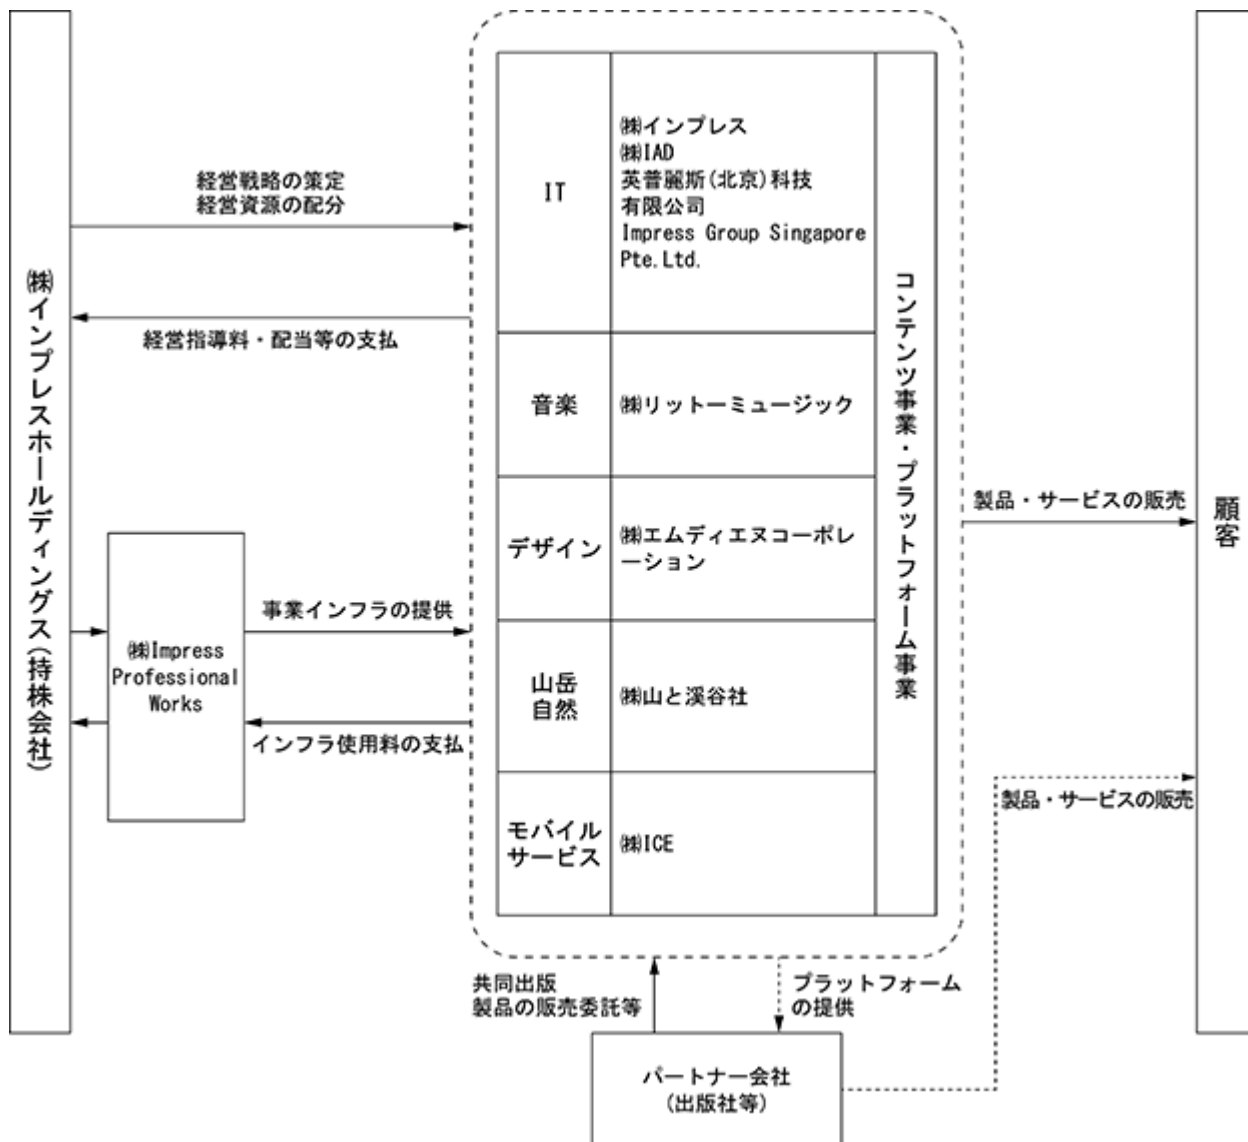 ㈱インプレスホールディングス(持株会社)
経営戦略の策定
経営資源の配分
経営指導料・配当等の支払
㈱Impress
Professional
Works
事業インフラの提供
インフラ使用料の支払
IT
㈱インプレス
㈱IAD
英普麗斯(北京)科技
有限公司
Impress Group Singapore
Pte.Ltd.
音楽
㈱リットーミュージック
デザイン
㈱エムディエヌコーポレ
ーション
山岳
自然
㈱山と溪谷社
モバイル
サービス
㈱ICE
コンテンツ事業・プラットフォーム事業
製品・サービスの販売
製品・サービスの販売
顧客
共同出版
製品の販売委託等
プラットフォーム
の提供
パートナー会社
(出版社等)